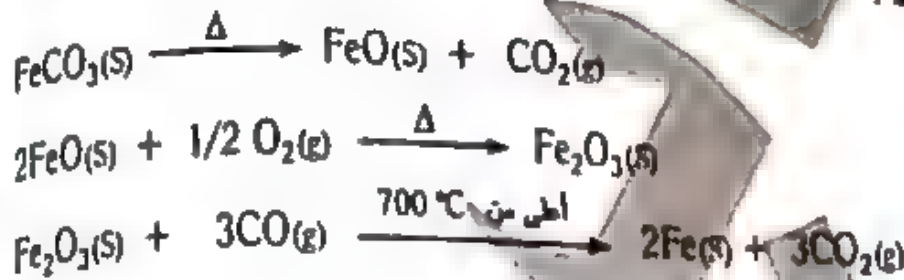 FeCO₃(S) —Δ→ FeO(S) + CO₂(g)
2FeO(S) + 1/2 O₂(g) —Δ→ Fe₂O₃(S)
Fe₂O₃(S) + 3CO(g) —أعلى من 700 °C→ 2Fe(s) + 3CO₂(g)